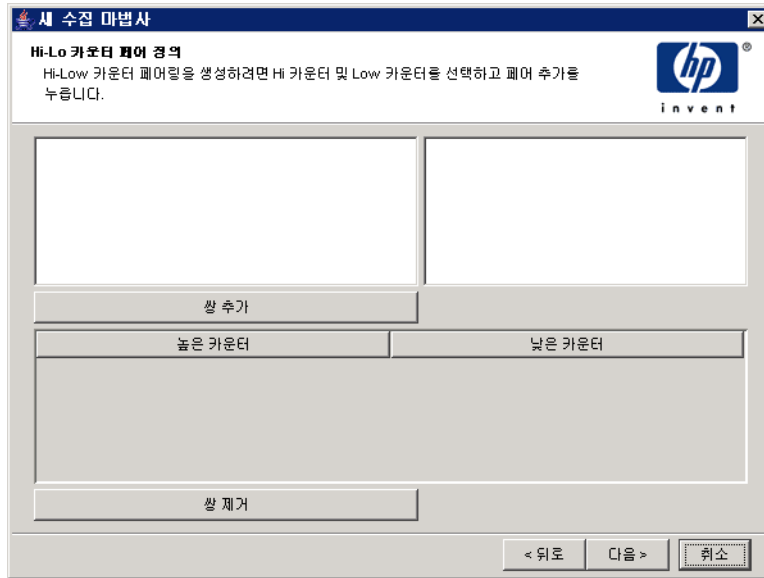 새 수집 마법사
Hi-Lo 카운터 페어 정의
Hi-Low 카운터 페어링을 생성하려면 Hi 카운터 및 Low 카운터를 선택하고 페어 추가를
누릅니다.
hp
®
invent
쌍 추가
높은 카운터
낮은 카운터
쌍 제거
< 뒤로
다음 >
취소